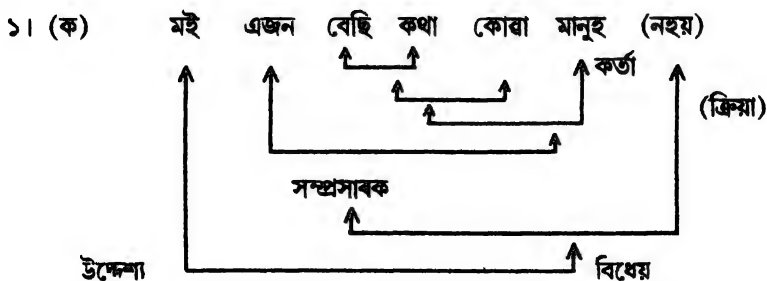 ১। (ক) মই এজন বেছি কথা কোৱা মানুহ (নহয়)
কৰ্তা
(ক্ৰিয়া)
সম্প্ৰসাৰক
উদ্দেশ্য বিধেয়